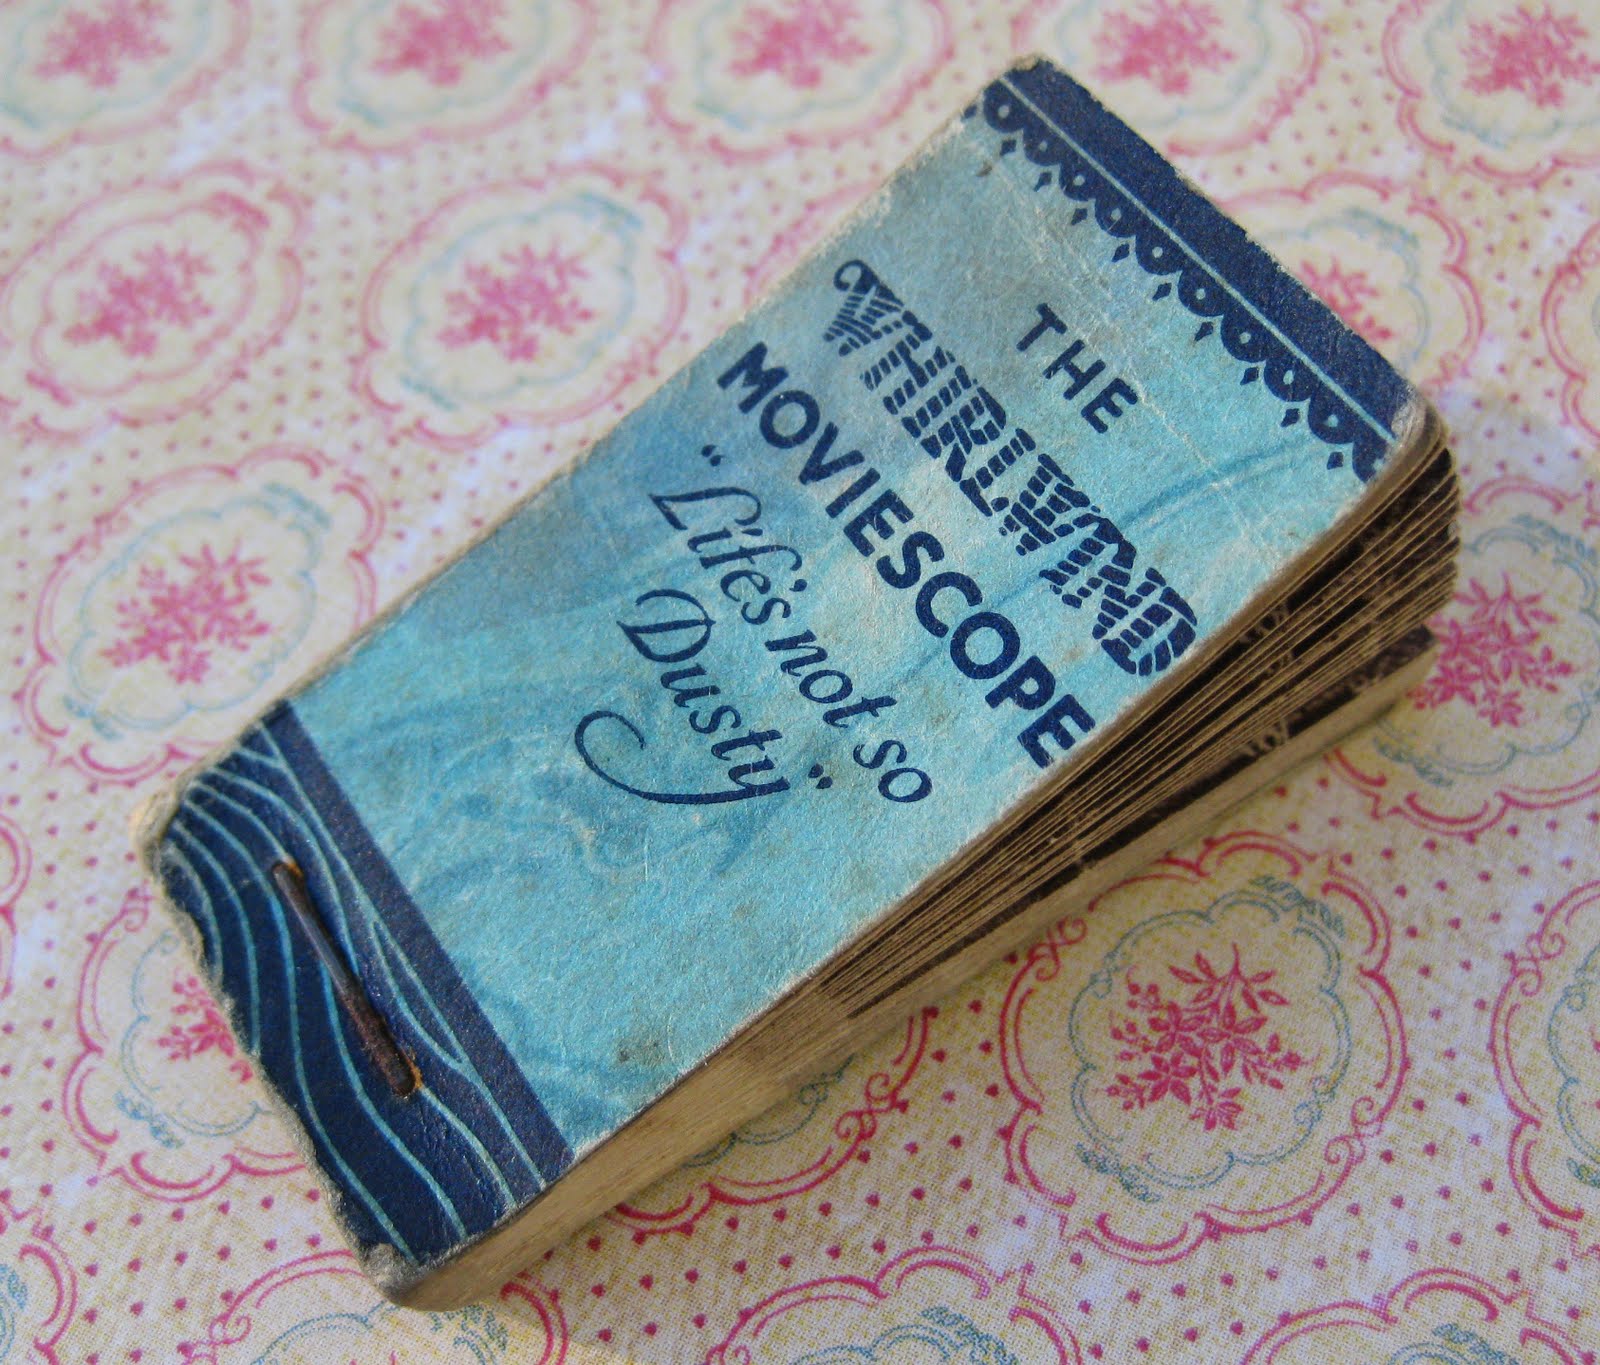 THE
WHIRLWIND
MOVIESCOPE
"Life's not so
Dusty"